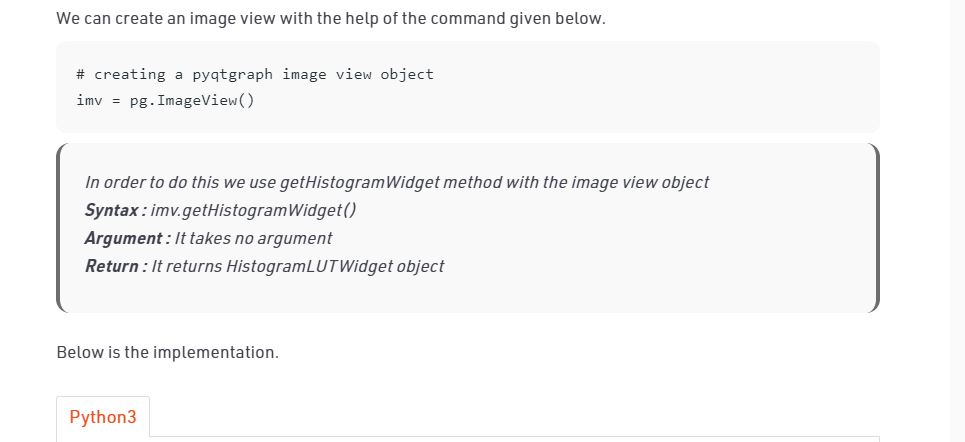 We can create an image view with the help of the command given below.
# creating a pyqtgraph image view object
imv = pg.ImageView()
In order to do this we use getHistogramWidget method with the image view object
Syntax : imv.getHistogramWidget()
Argument : It takes no argument
Return : It returns HistogramLUTWidget object
Below is the implementation.
Python3